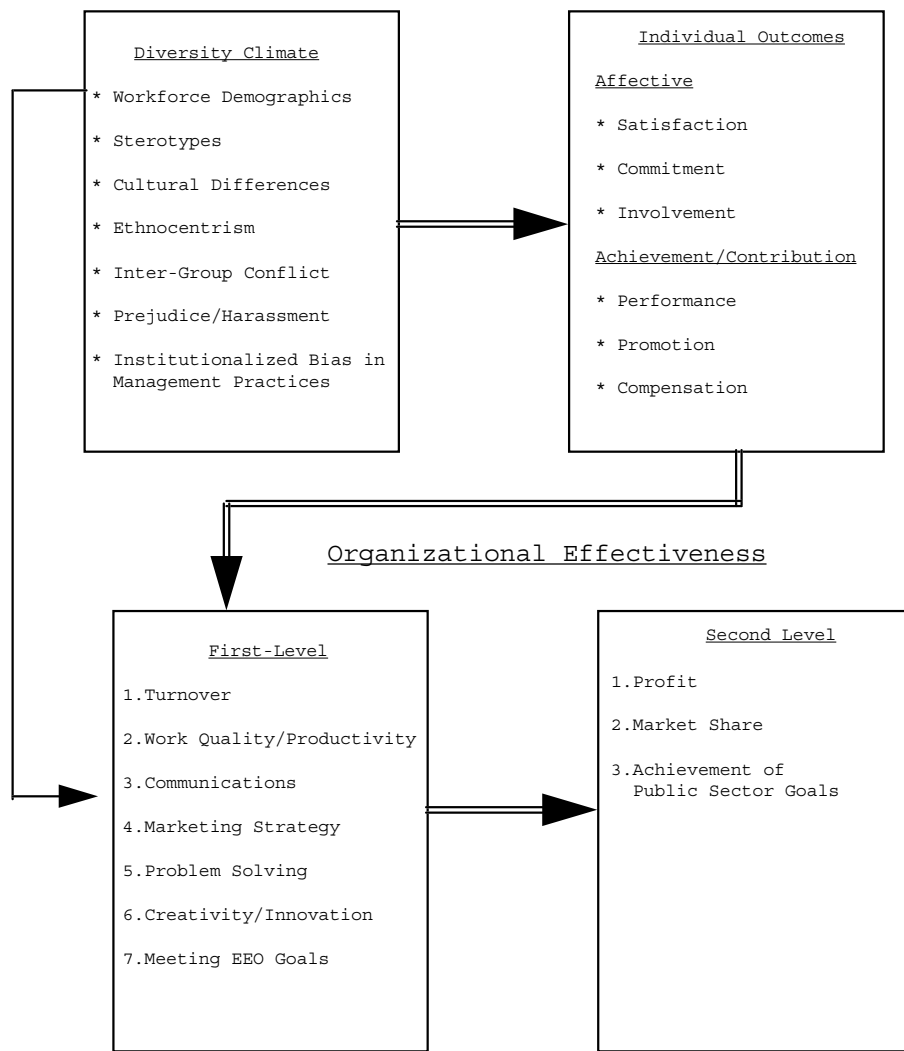 Diversity Climate
* Workforce Demographics
* Sterotypes
* Cultural Differences
* Ethnocentrism
* Inter-Group Conflict
* Prejudice/Harassment
* Institutionalized Bias in
Management Practices
Individual Outcomes
Affective
* Satisfaction
* Commitment
* Involvement
Achievement/Contribution
* Performance
* Promotion
* Compensation
Organizational Effectiveness
First-Level
1.Turnover
2.Work Quality/Productivity
3.Communications
4.Marketing Strategy
5.Problem Solving
6.Creativity/Innovation
7.Meeting EEO Goals
Second Level
1.Profit
2.Market Share
3.Achievement of
Public Sector Goals